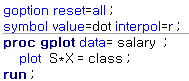 goption reset=all;
symbol value=dot interpol=r;
proc gplot data= salary ;
plot S*X = class;
run;